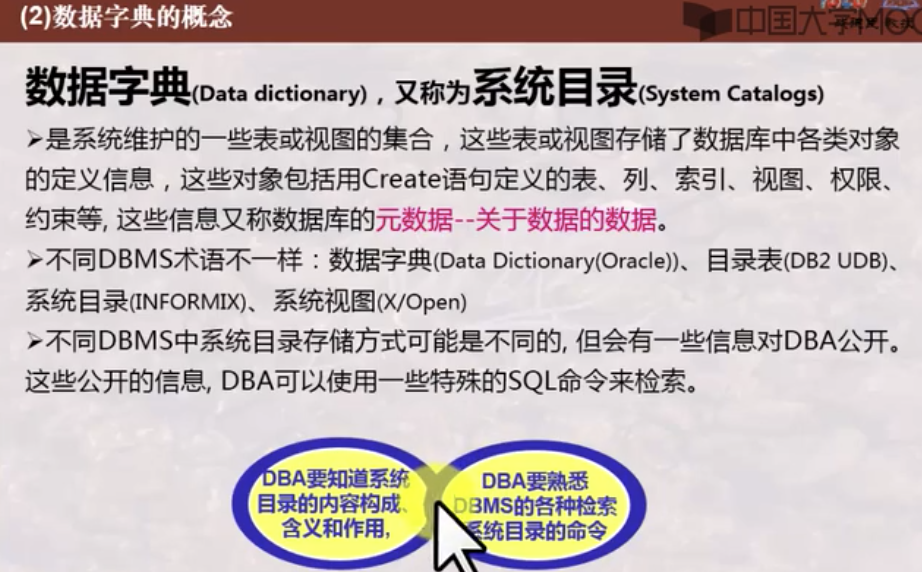 (2)数据字典的概念
中国大学MOO
数据字典(Data dictionary)，又称为系统目录(System Catalogs)
➢是系统维护的一些表或视图的集合，这些表或视图存储了数据库中各类对象
的定义信息，这些对象包括用Create语句定义的表、列、索引、视图、权限、
约束等, 这些信息又称数据库的元数据--关于数据的数据。
➢不同DBMS术语不一样：数据字典(Data Dictionary(Oracle))、目录表(DB2 UDB)、
系统目录(INFORMIX)、系统视图(X/Open)
➢不同DBMS中系统目录存储方式可能是不同的, 但会有一些信息对DBA公开。
这些公开的信息, DBA可以使用一些特殊的SQL命令来检索。
DBA要知道系统
目录的内容构成、
含义和作用,
DBA要熟悉
DBMS的各种检索
系统目录的命令